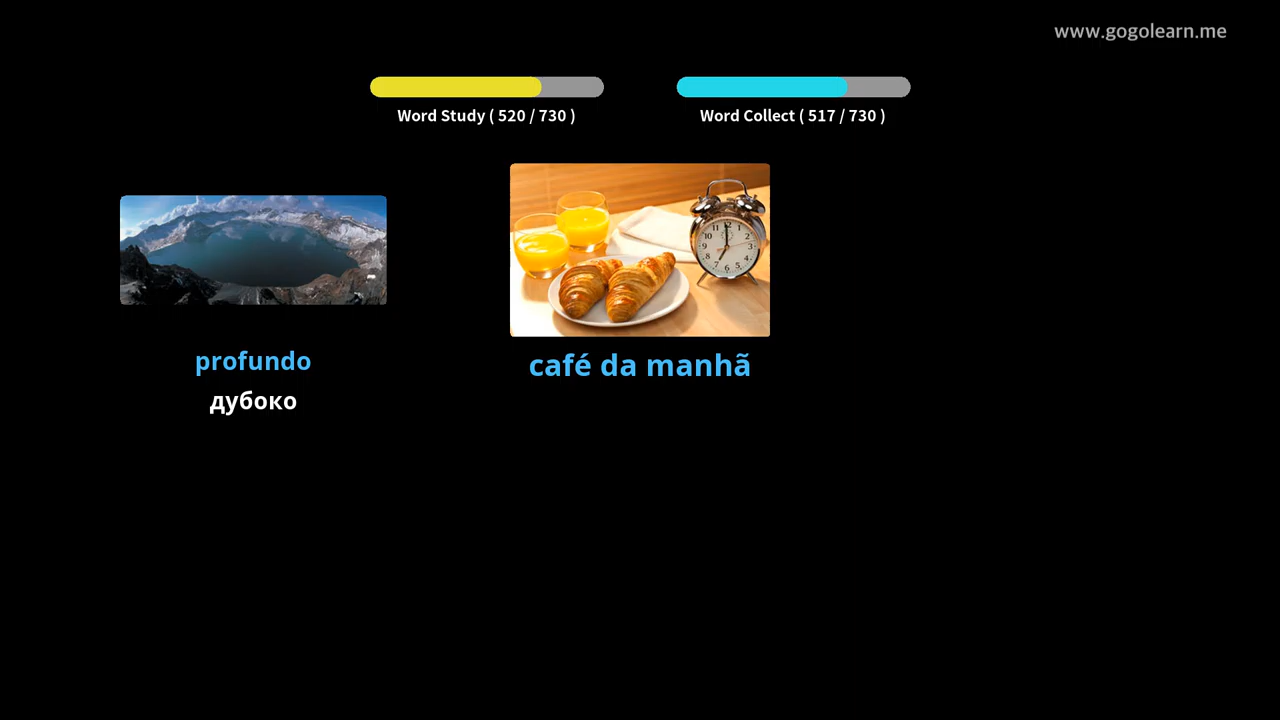 www.gogolearn.me
Word Study ( 520 / 730 )
Word Collect ( 517 / 730 )
profundo
дубоко
café da manhã